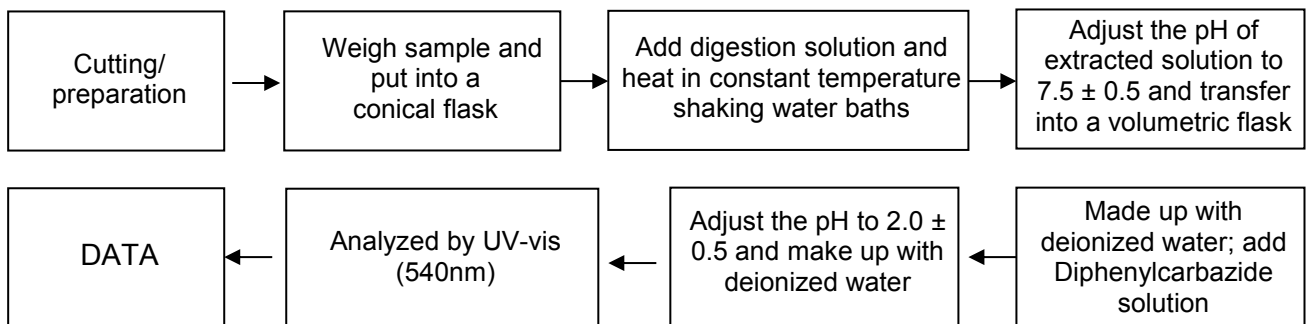 Cutting/
preparation
Weigh sample and
put into a
conical flask
Add digestion solution and
heat in constant temperature
shaking water baths
Adjust the pH of
extracted solution to
7.5 ± 0.5 and transfer
into a volumetric flask
Made up with
deionized water; add
Diphenylcarbazide
solution
Adjust the pH to 2.0 ±
0.5 and make up with
deionized water
Analyzed by UV-vis
(540nm)
DATA